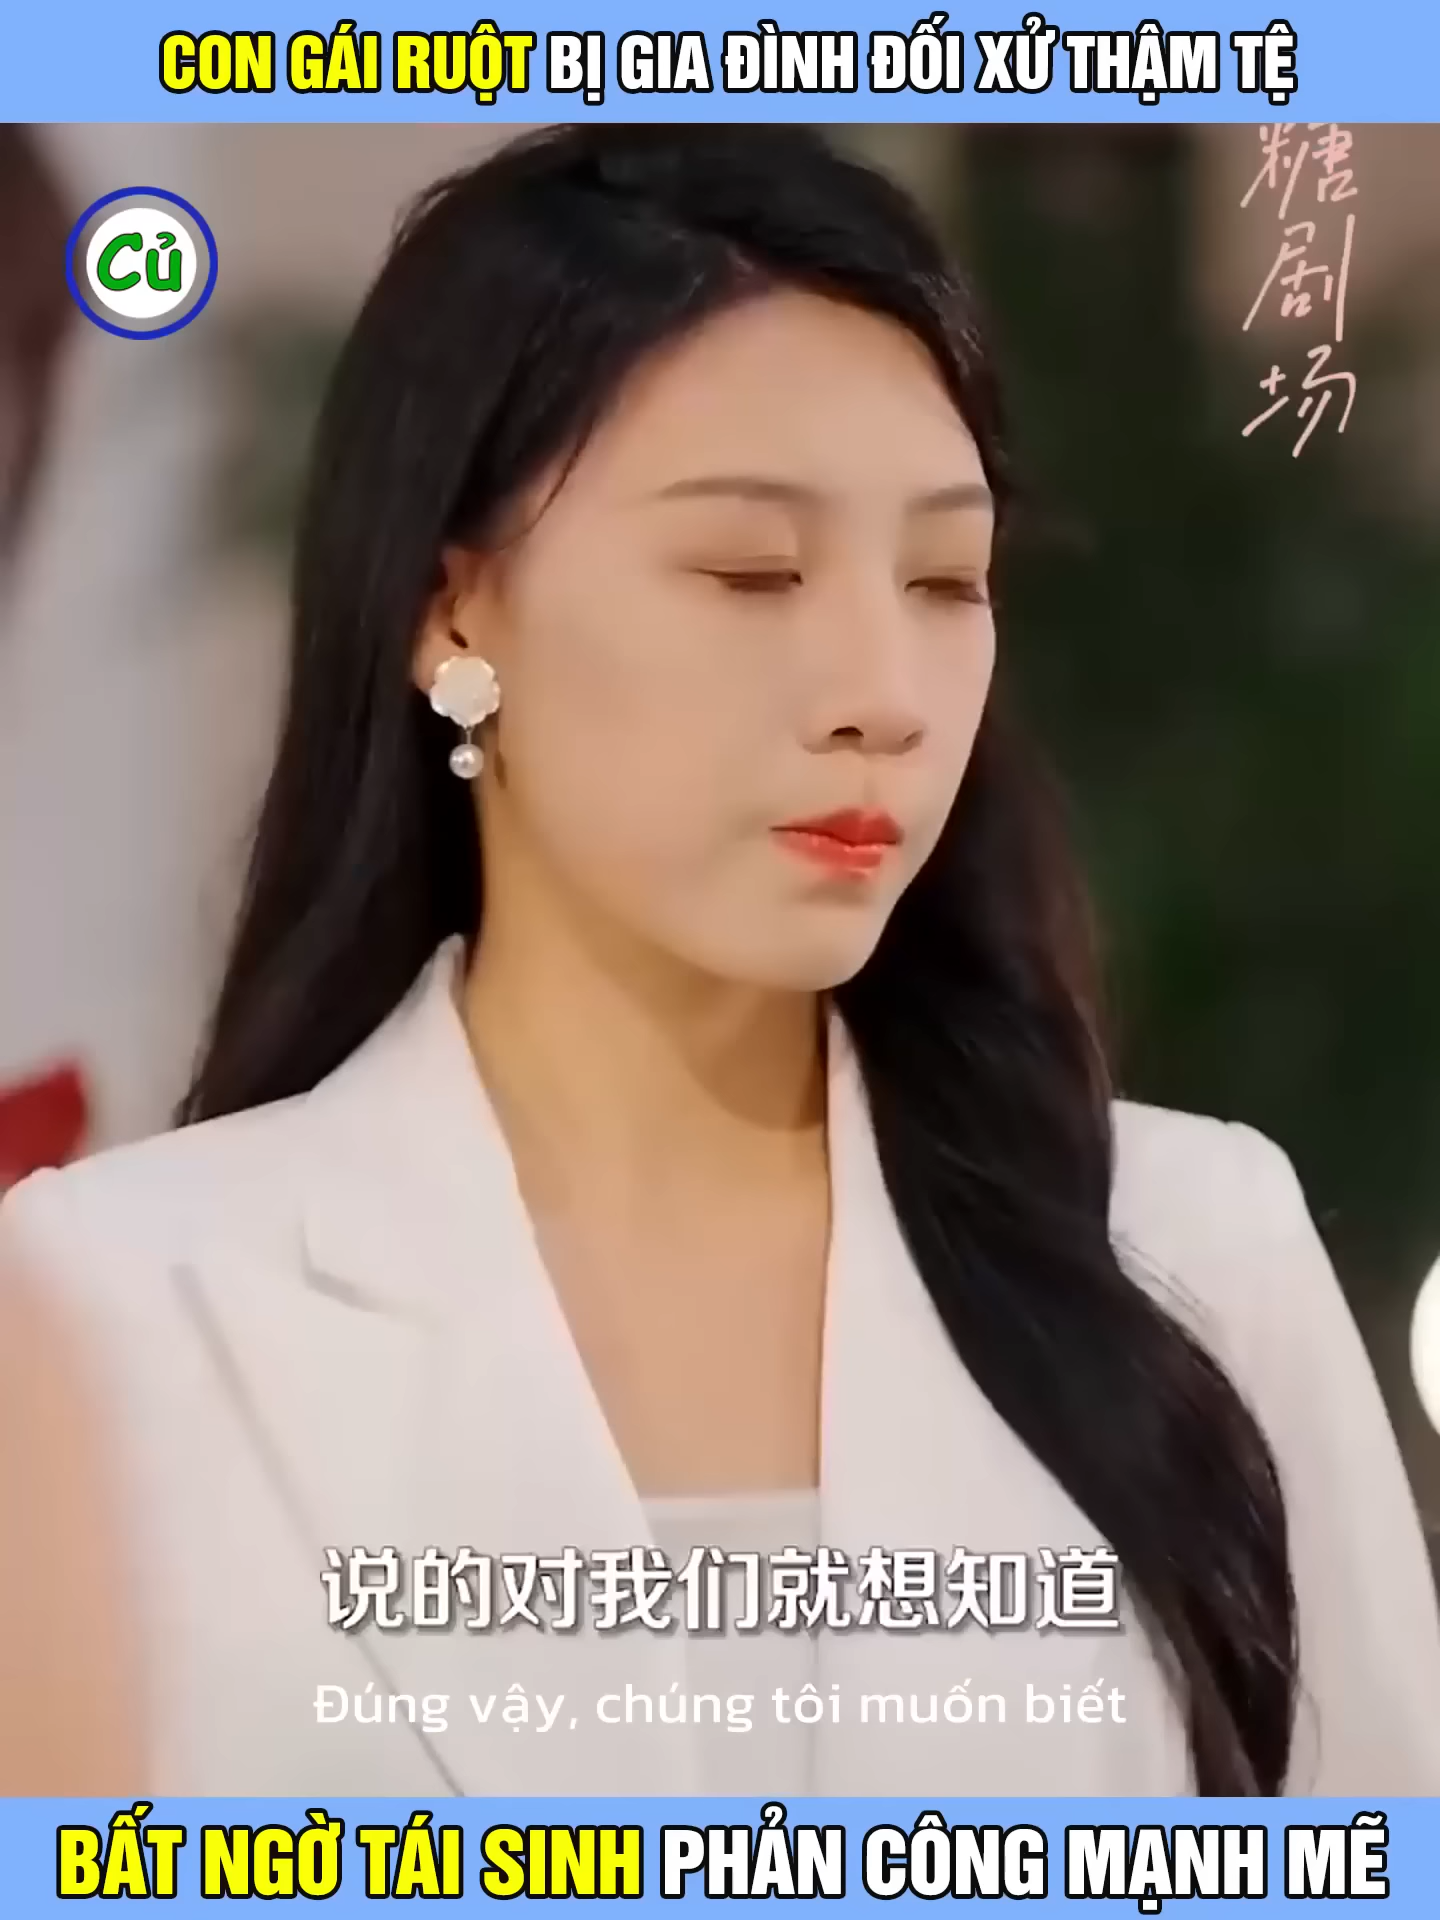 CON GÁI RUỘT BỊ GIA ĐÌNH ĐỐI XỬ THẬM TỆ
Củ
糖剧场
说的对我们就想知道
Đúng vậy, chúng tôi muốn biết
BẤT NGỜ TÁI SINH PHẢN CÔNG MẠNH MẼ